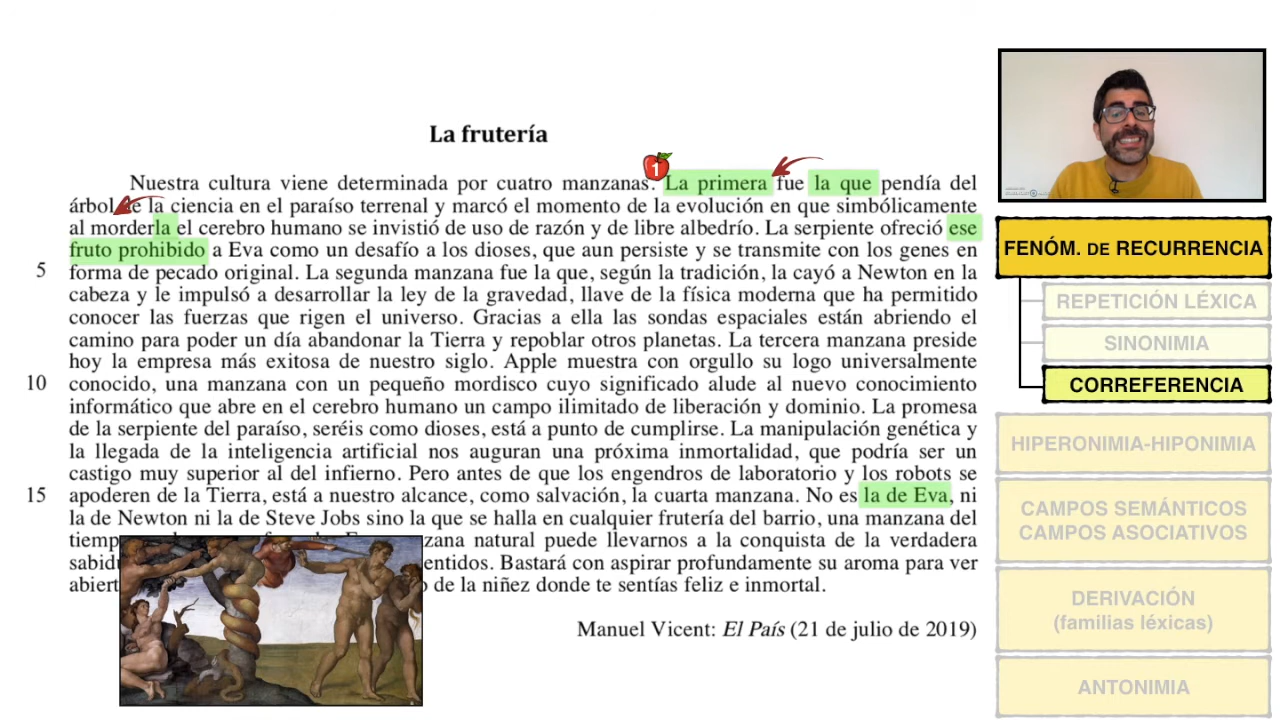 La frutería
1
Nuestra cultura viene determinada por cuatro manzanas. La primera fue la que pendía del
árbol de la ciencia en el paraíso terrenal y marcó el momento de la evolución en que simbólicamente
al morderla el cerebro humano se invistió de uso de razón y de libre albedrío. La serpiente ofreció ese
fruto prohibido a Eva como un desafío a los dioses, que aun persiste y se transmite con los genes en
5 forma de pecado original. La segunda manzana fue la que, según la tradición, la cayó a Newton en la
cabeza y le impulsó a desarrollar la ley de la gravedad, llave de la física moderna que ha permitido
conocer las fuerzas que rigen el universo. Gracias a ella las sondas espaciales están abriendo el
camino para poder un día abandonar la Tierra y repoblar otros planetas. La tercera manzana preside
hoy la empresa más exitosa de nuestro siglo. Apple muestra con orgullo su logo universalmente
10 conocido, una manzana con un pequeño mordisco cuyo significado alude al nuevo conocimiento
informático que abre en el cerebro humano un campo ilimitado de liberación y dominio. La promesa
de la serpiente del paraíso, seréis como dioses, está a punto de cumplirse. La manipulación genética y
la llegada de la inteligencia artificial nos auguran una próxima inmortalidad, que podría ser un
castigo muy superior al del infierno. Pero antes de que los engendros de laboratorio y los robots se
15 apoderen de la Tierra, está a nuestro alcance, como salvación, la cuarta manzana. No es la de Eva, ni
la de Newton ni la de Steve Jobs sino la que se halla en cualquier frutería del barrio, una manzana del
natural puede llevarnos a la conquista de la verdadera
Bastará con aspirar profundamente su aroma para ver
de la niñez donde te sentías feliz e inmortal.
Manuel Vicent: El País (21 de julio de 2019)
FENÓM. DE RECURRENCIA
REPETICIÓN LÉXICA
SINONIMIA
CORREFERENCIA
HIPERONIMIA-HIPONIMIA
CAMPOS SEMÁNTICOS
CAMPOS ASOCIATIVOS
DERIVACIÓN
(familias léxicas)
ANTONIMIA